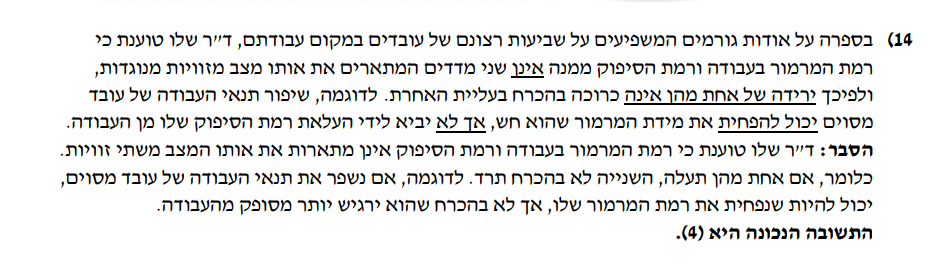 14) בספרה על אודות גורמים המשפיעים על שביעות רצונם של עובדים במקום עבודתם, ד"ר שלו טוענת כי
רמת המרמור בעבודה ורמת הסיפוק ממנה אינן שני מדדים המתארים את אותו מצב מזוויות מנוגדות,
ולפיכך ירידה של אחת מהן אינה כרוכה בהכרח בעליית האחרת. לדוגמה, שיפור תנאי העבודה של עובד
מסוים יכול להפחית את מידת המרמור שהוא חש, אך לא יביא לידי העלאת רמת הסיפוק שלו מן העבודה.
הסבר: ד"ר שלו טוענת כי רמת המרמור בעבודה ורמת הסיפוק אינן מתארות את אותו המצב משתי זוויות.
כלומר, אם אחת מהן תעלה, השנייה לא בהכרח תרד. לדוגמה, אם נשפר את תנאי העבודה של עובד מסוים,
יכול להיות שנפחית את רמת המרמור שלו, אך לא בהכרח שהוא ירגיש יותר מסופק מהעבודה.
התשובה הנכונה היא (4).